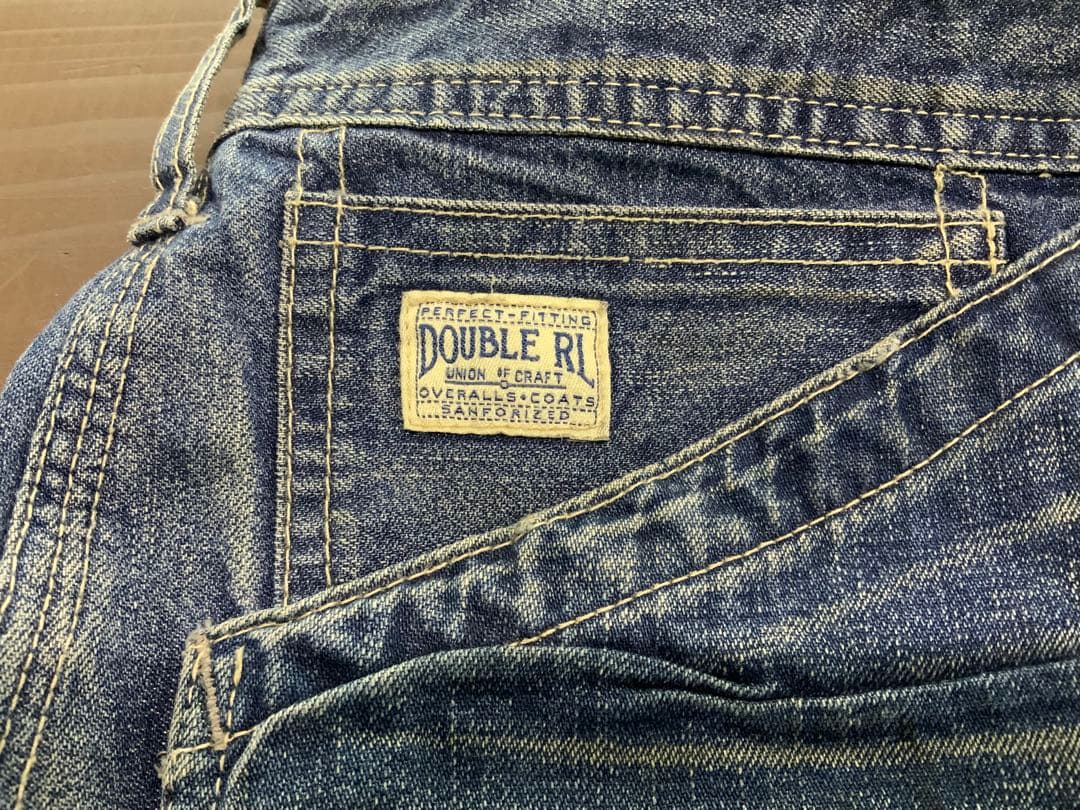 PERFECT-FITTING
DOUBLE RL
UNION OF CRAFT
OVERALLS•COATS
SANFORIZED